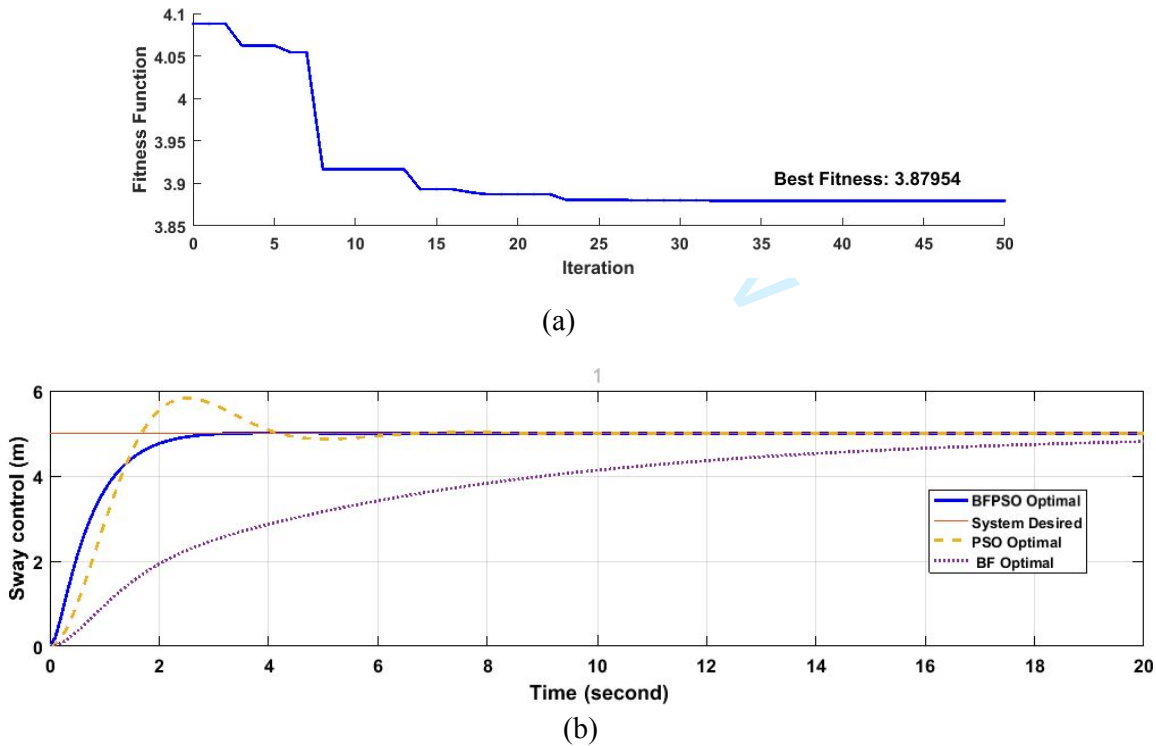 4.1
4.05
4
3.95
3.9
3.85
Fitness Function
Best Fitness: 3.87954
0 5 10 15 20 25 30 35 40 45 50
Iteration
(a)
1
6
4
2
0
Sway control (m)
BFPSO Optimal
System Desired
PSO Optimal
BF Optimal
0 2 4 6 8 10 12 14 16 18 20
Time (second)
(b)